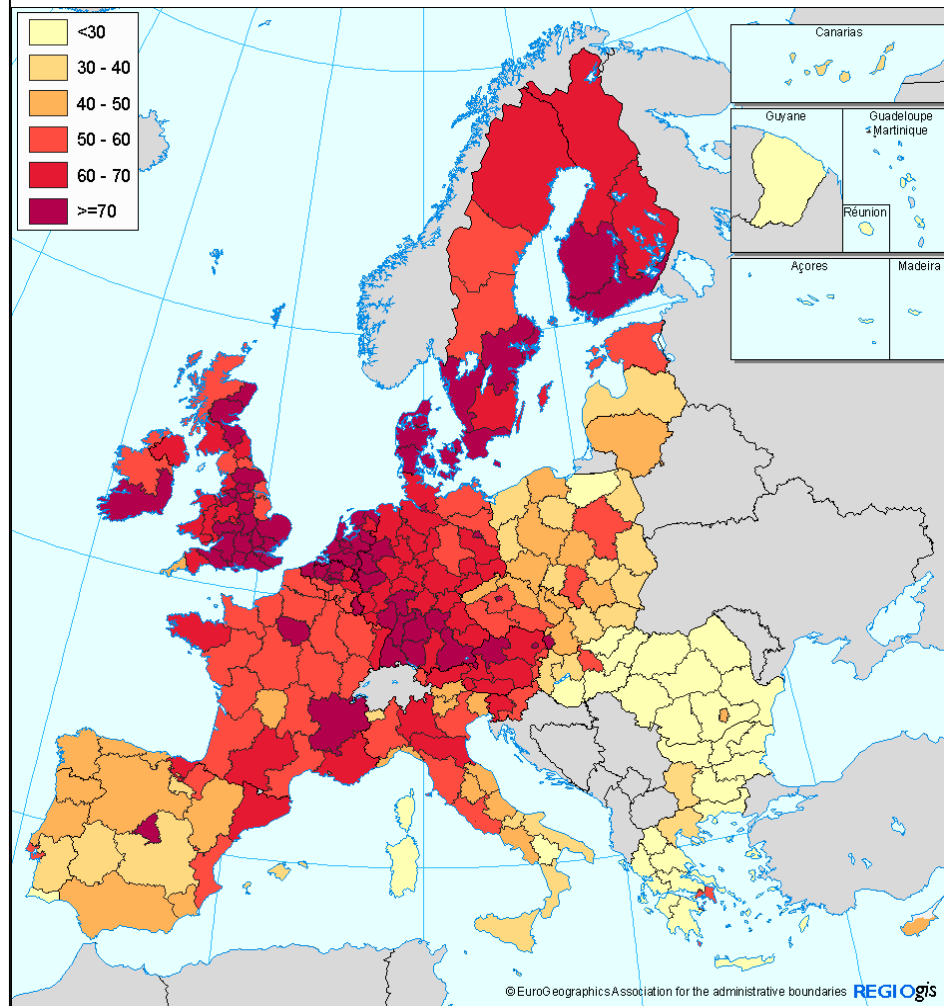 <30
30 - 40
40 - 50
50 - 60
60 - 70
>=70
Canarias
Guyane
Guadeloupe
Martinique
Réunion
Açores
Madeira
© EuroGeographics Association for the administrative boundaries REGIOgis